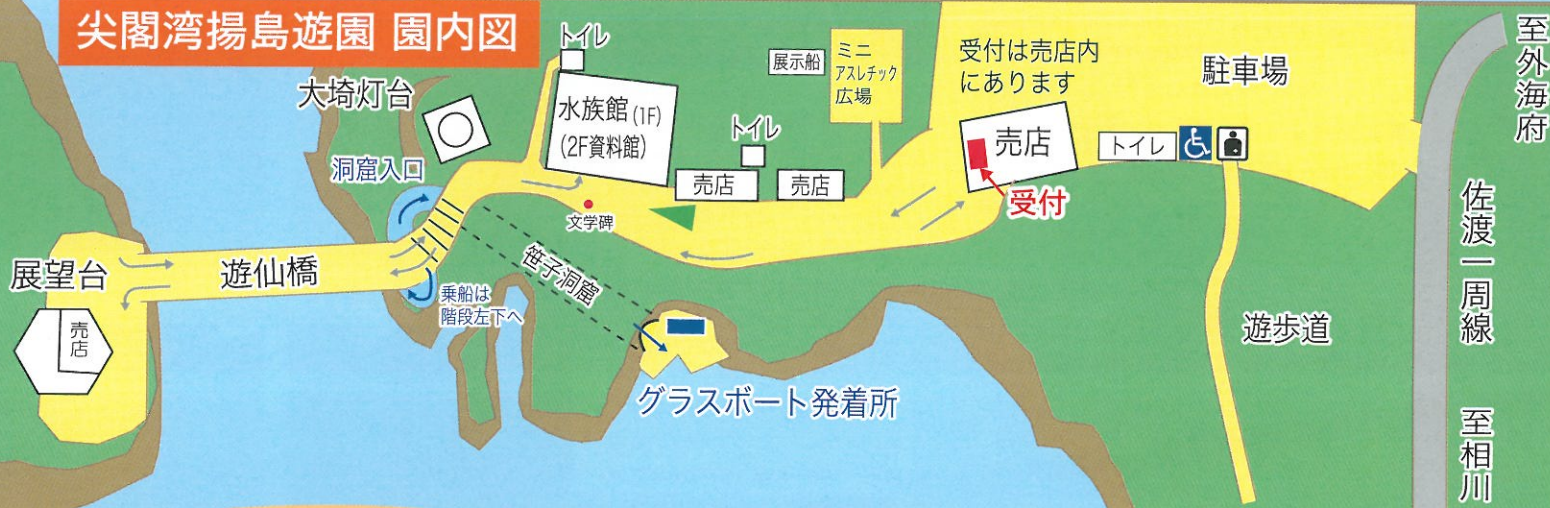 尖閣湾揚島遊園 園内図
トイレ
大埼灯台
水族館(1F)
(2F資料館)
展示船
ミニ
アスレチック
広場
受付は売店内
にあります
駐車場
至外海府
トイレ
売店
売店
売店
トイレ
受付
洞窟入口
文学碑
佐渡一周線
展望台
遊仙橋
笹子洞窟
乗船は
階段左下へ
売店
遊歩道
グラスボート発着所
至相川